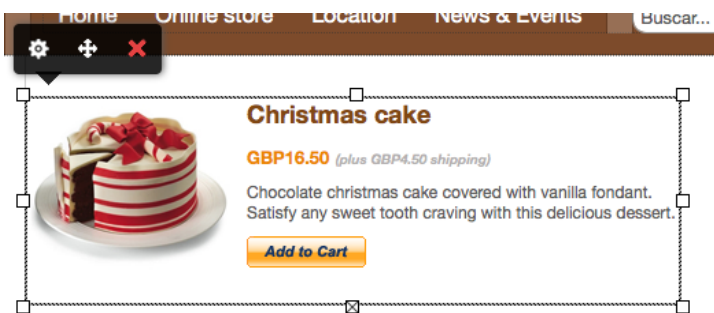 Home Online store Location News & Events Buscar...
Christmas cake
GBP16.50 (plus GBP4.50 shipping)
Chocolate christmas cake covered with vanilla fondant.
Satisfy any sweet tooth craving with this delicious dessert.
Add to Cart